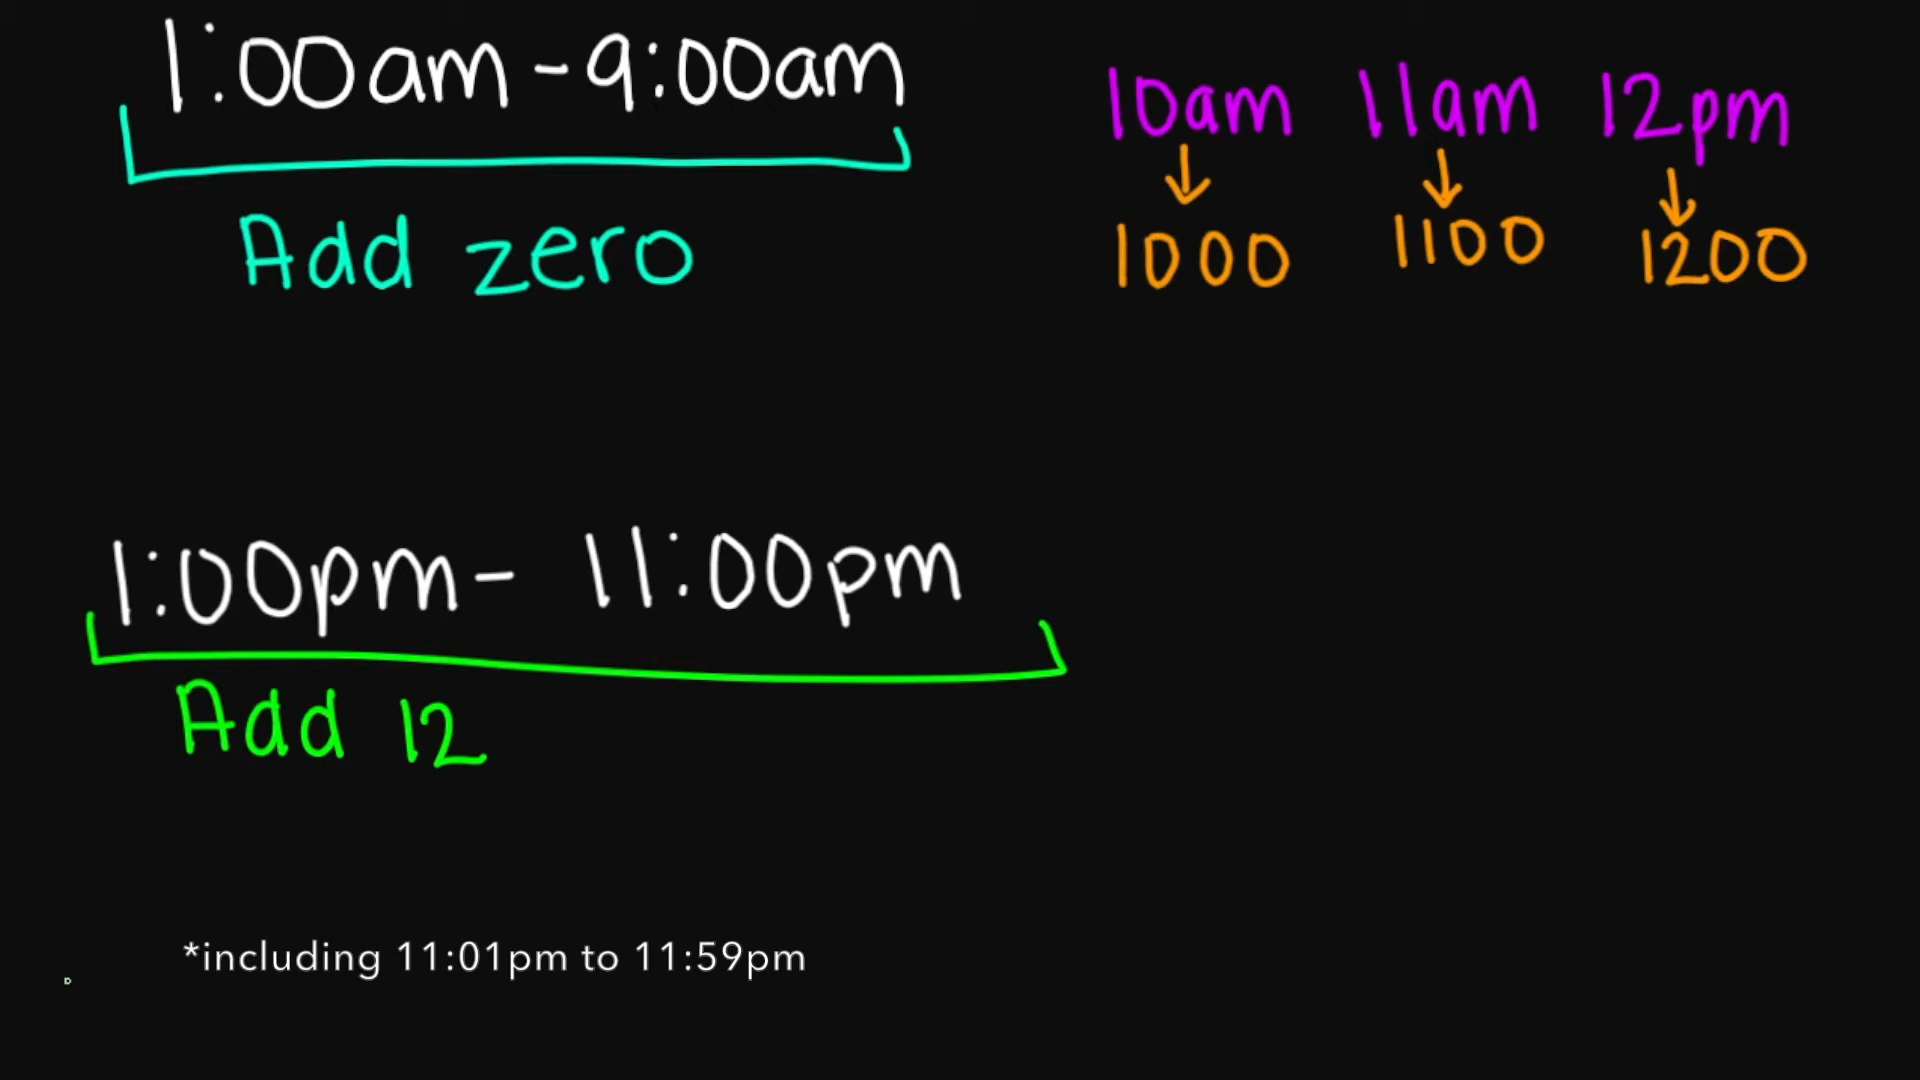 1:00am - 9:00am
Add zero
10am 11am 12pm
1000 1100 1200
1:00pm - 11:00pm
Add 12
*including 11:01pm to 11:59pm